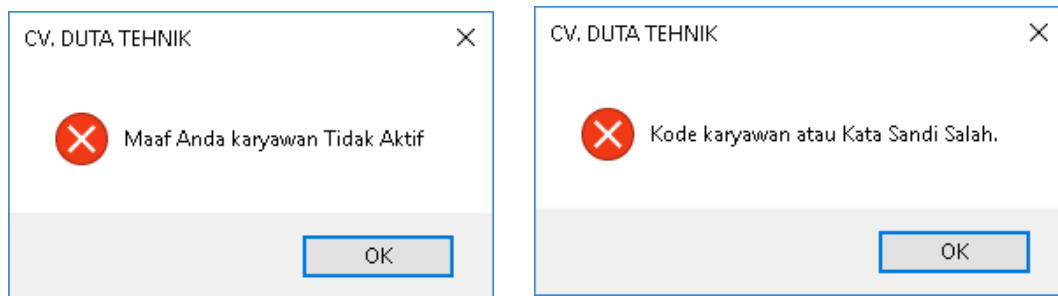 CV. DUTA TEHNIK
Maaf Anda karyawan Tidak Aktif
OK
CV. DUTA TEHNIK
Kode karyawan atau Kata Sandi Salah.
OK